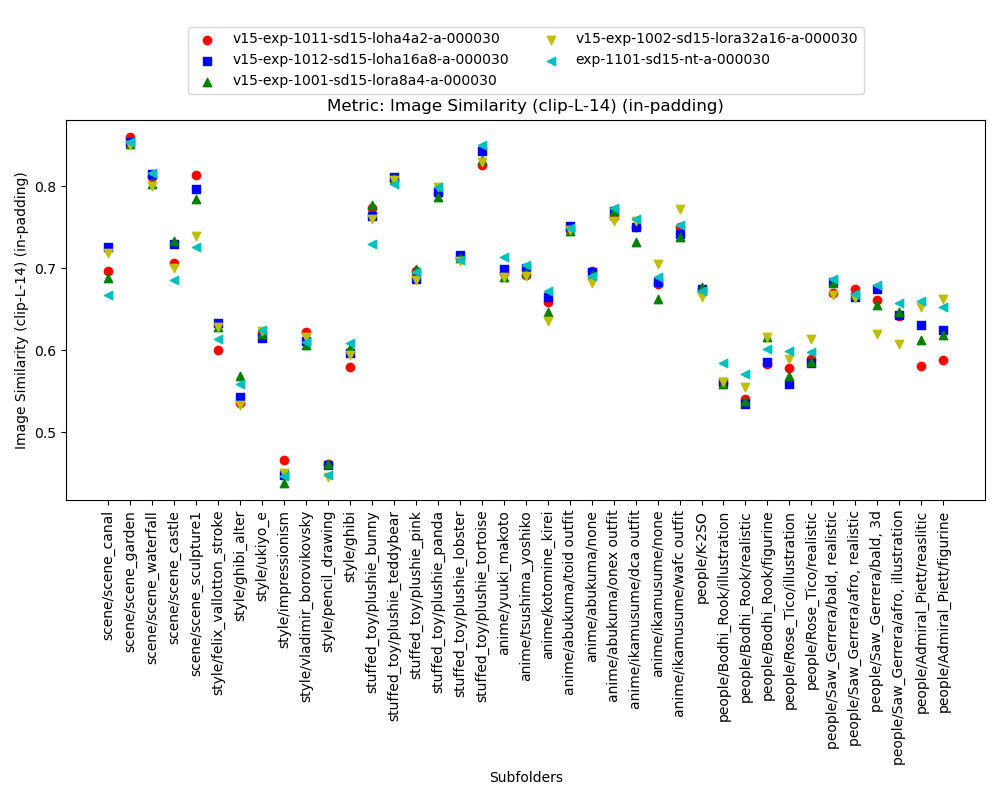 v15-exp-1011-sd15-loha4a2-a-000030
v15-exp-1012-sd15-loha16a8-a-000030
v15-exp-1001-sd15-lora8a4-a-000030
v15-exp-1002-sd15-lora32a16-a-000030
exp-1101-sd15-nt-a-000030
Metric: Image Similarity (clip-L-14) (in-padding)
Image Similarity (clip-L-14) (in-padding)
0.8
0.7
0.6
0.5
scene/scene_canal
scene/scene_garden
scene/scene_waterfall
scene/scene_castle
scene/scene_sculpture1
style/felix_vallotton_stroke
style/ghibi_alter
style/ukiyo_e
style/impressionism
style/vladimir_borovikovsky
style/pencil_drawing
style/ghibi
stuffed_toy/plushie_bunny
stuffed_toy/plushie_teddybear
stuffed_toy/plushie_pink
stuffed_toy/plushie_panda
stuffed_toy/plushie_lobster
stuffed_toy/plushie_tortoise
anime/yuuki_makoto
anime/tsushima_yoshiko
anime/kotomine_kirei
anime/abukuma/toid outfit
anime/abukuma/none
anime/abukuma/onex outfit
anime/ikamusume/dca outfit
anime/ikamusume/none
anime/ikamusume/wafc outfit
people/K-2SO
people/Bodhi_Rook/illustration
people/Bodhi_Rook/realistic
people/Bodhi_Rook/figurine
people/Rose_Tico/illustration
people/Rose_Tico/realistic
people/Saw_Gerrera/bald, realistic
people/Saw_Gerrera/afro, realistic
people/Saw_Gerrera/bald, 3d
people/Saw_Gerrera/afro, illustration
people/Admiral_Piett/reaslitic
people/Admiral_Piett/figurine
Subfolders